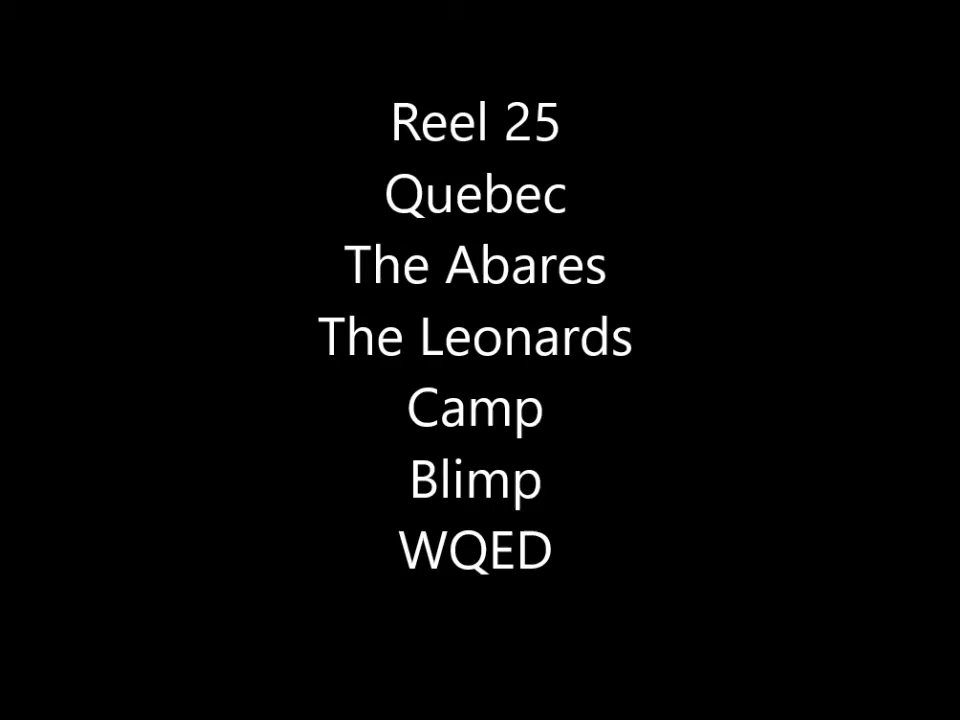 Reel 25
Quebec
The Abares
The Leonards
Camp
Blimp
WQED